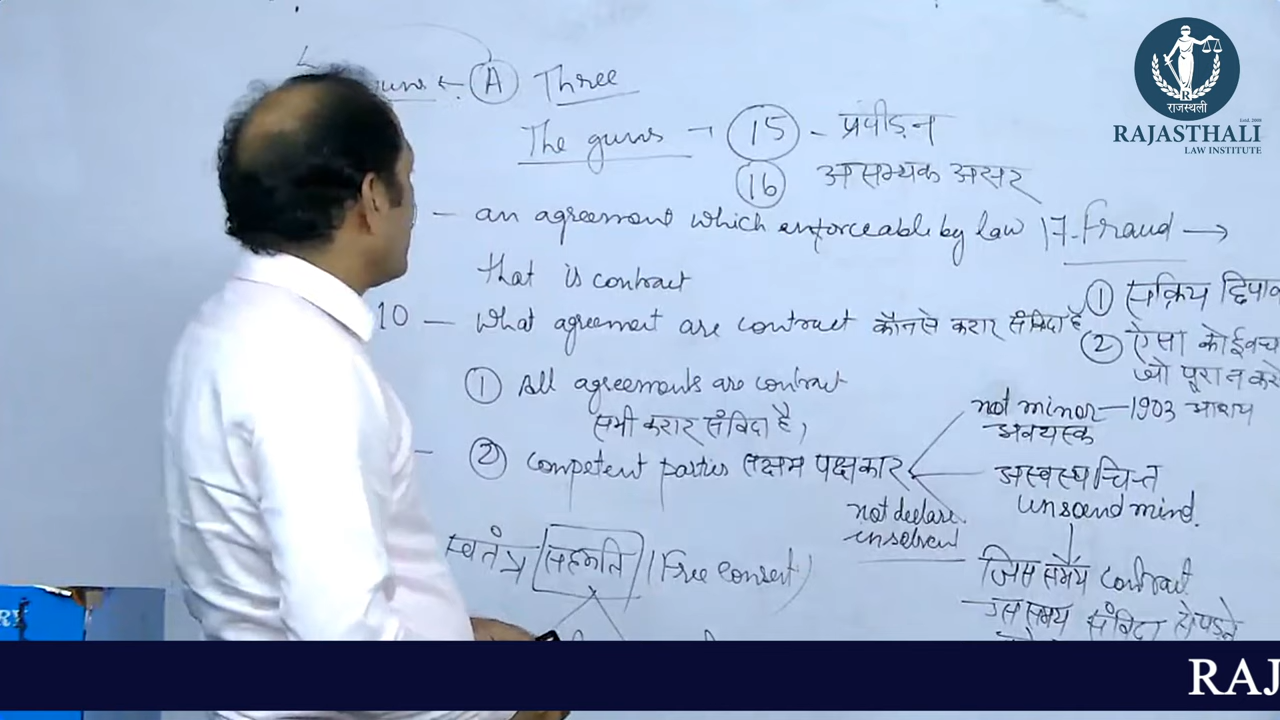 A Three
The guns → 15 - प्रपीड़न
16 असम्यक असर
- an agreement which enforceable by law
that is contract
17. Fraud →
① सक्रिय
② ऐसा कोई वच
जो पूरा न करे
10 - What agreement are contract कौनसे करार संविदा है
① All agreements are contract
सभी करार संविदा है,
② Competent parties सक्षम पक्षकार
not minor - 1903
अवयस्क
अस्वस्थचित्त
unsound mind.
not declare
insolvent
जिस समय contract
उस समय संविदा
स्वतंत्र सहमति (Free consent)
राजस्थली
RAJASTHALI
LAW INSTITUTE
RAJ